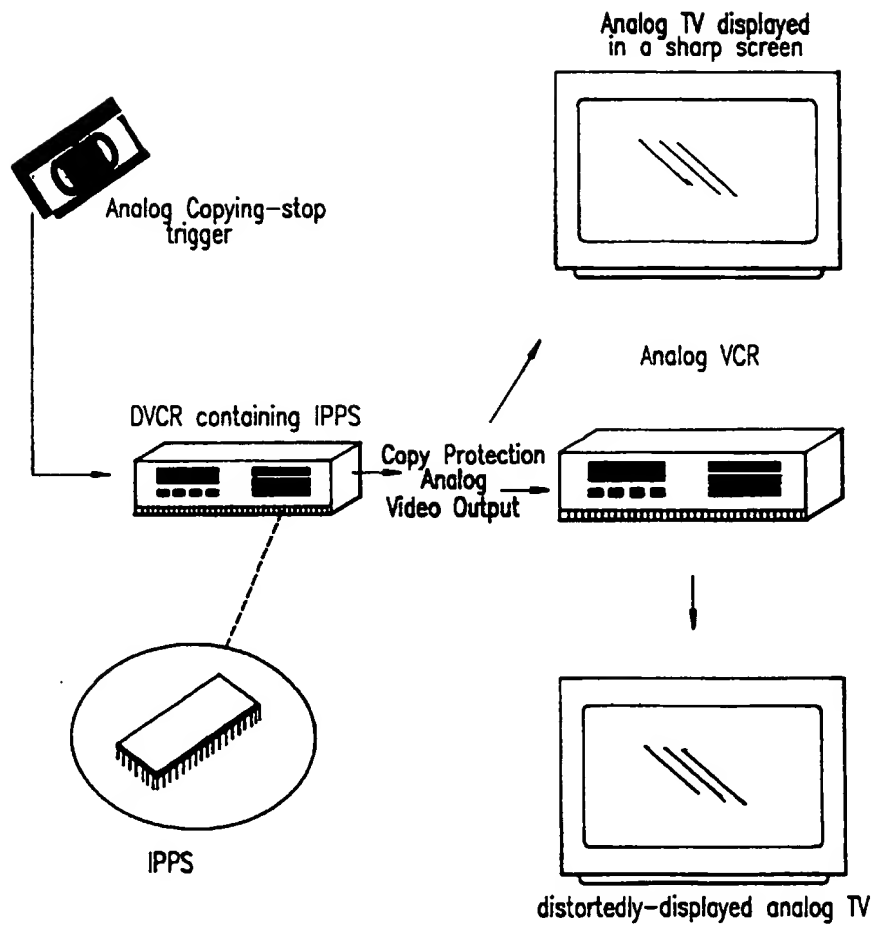 Analog TV displayed
in a sharp screen
Analog Copying-stop
trigger
Analog VCR
DVCR containing IPPS
Copy Protection
Analog
Video Output
IPPS
distortedly-displayed analog TV